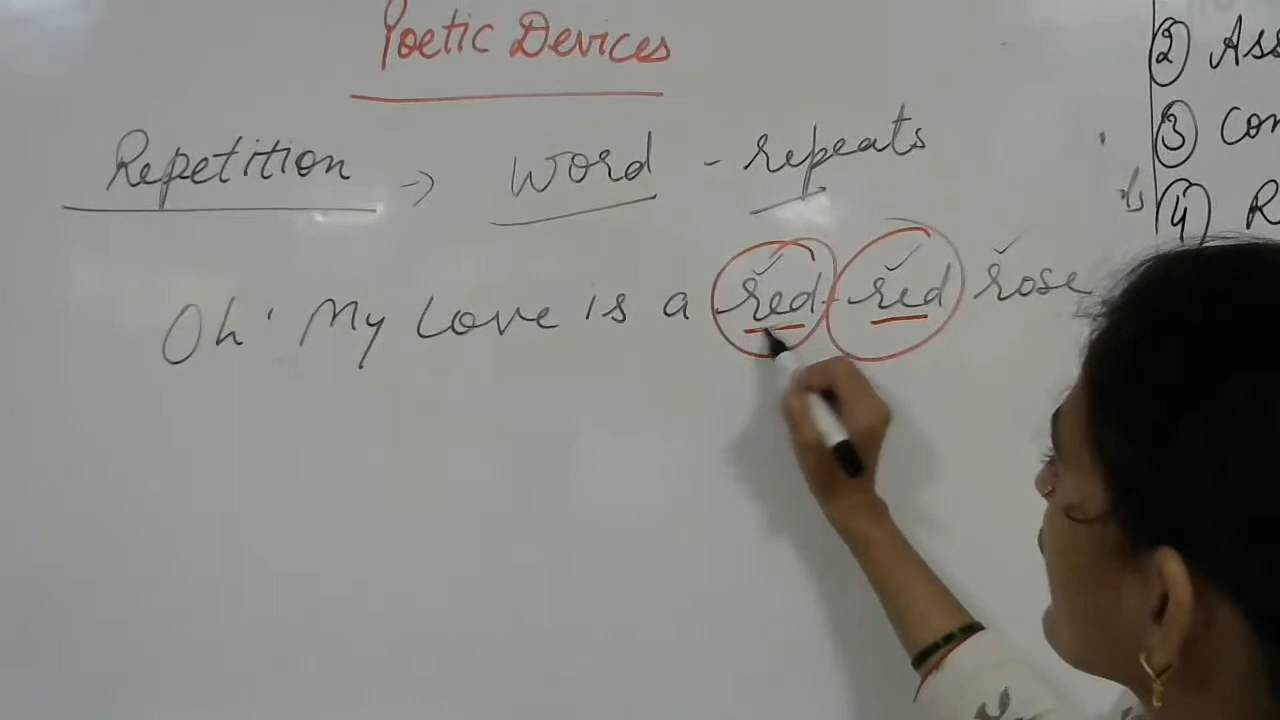 Poetic Devices
Repetition → word - repeats
Oh' My Love is a red - red rose
② Ass
③ Con
④ R